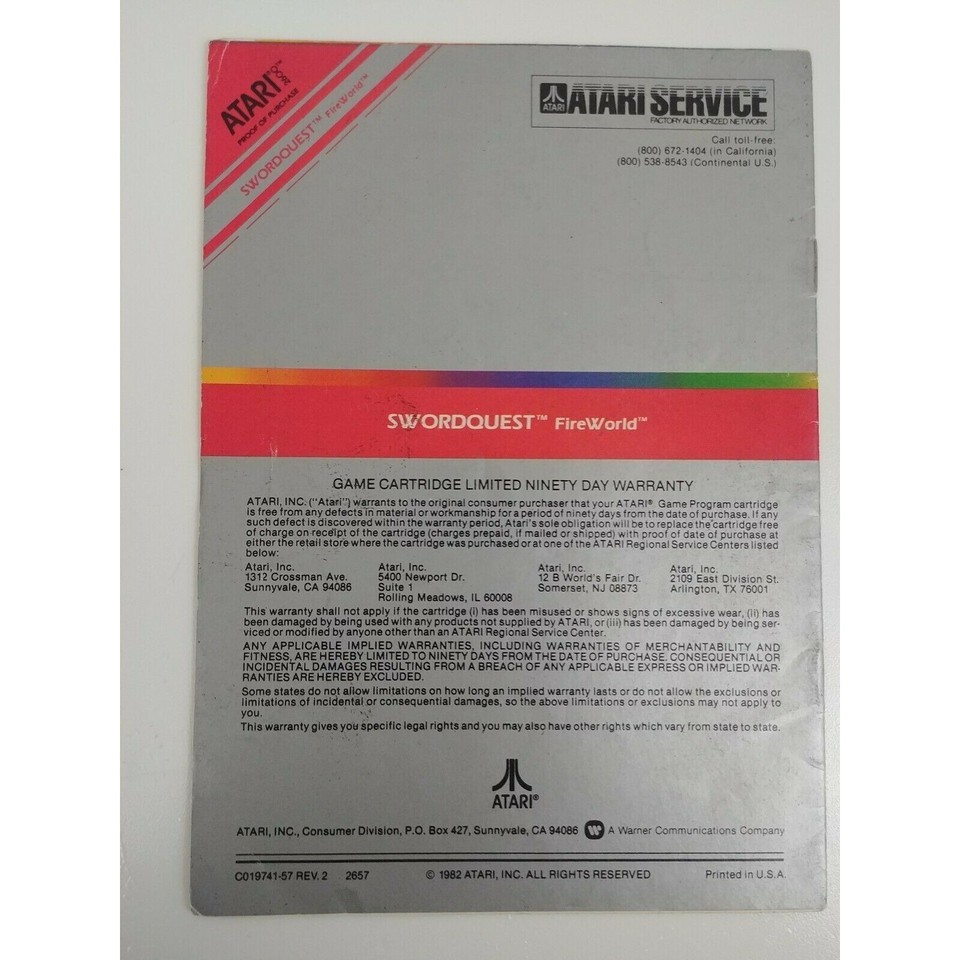 ATARI® 2600™
PROOF OF PURCHASE
SWORDQUEST™ FireWorld™
ATARI
ATARI SERVICE
FACTORY AUTHORIZED NETWORK
Call toll-free:
(800) 672-1404 (in California)
(800) 538-8543 (Continental U.S.)
SWORDQUEST™ FireWorld™
GAME CARTRIDGE LIMITED NINETY DAY WARRANTY
ATARI, INC. ("Atari") warrants to the original consumer purchaser that your ATARI® Game Program cartridge
is free from any defects in material or workmanship for a period of ninety days from the date of purchase. If any
such defect is discovered within the warranty period, Atari's sole obligation will be to replace the cartridge free
of charge on receipt of the cartridge (charges prepaid, if mailed or shipped) with proof of date of purchase at
either the retail store where the cartridge was purchased or at one of the ATARI Regional Service Centers listed
below:
Atari, Inc.
1312 Crossman Ave.
Sunnyvale, CA 94086
Atari, Inc.
5400 Newport Dr.
Suite 1
Rolling Meadows, IL 60008
Atari, Inc.
12 B World's Fair Dr.
Somerset, NJ 08873
Atari, Inc.
2109 East Division St.
Arlington, TX 76001
This warranty shall not apply if the cartridge (i) has been misused or shows signs of excessive wear, (ii) has
been damaged by being used with any products not supplied by ATARI, or (iii) has been damaged by being ser-
viced or modified by anyone other than an ATARI Regional Service Center.
ANY APPLICABLE IMPLIED WARRANTIES, INCLUDING WARRANTIES OF MERCHANTABILITY AND
FITNESS, ARE HEREBY LIMITED TO NINETY DAYS FROM THE DATE OF PURCHASE. CONSEQUENTIAL OR
INCIDENTAL DAMAGES RESULTING FROM A BREACH OF ANY APPLICABLE EXPRESS OR IMPLIED WAR-
RANTIES ARE HEREBY EXCLUDED.
Some states do not allow limitations on how long an implied warranty lasts or do not allow the exclusions or
limitations of incidental or consequential damages, so the above limitations or exclusions may not apply to
you.
This warranty gives you specific legal rights and you may also have other rights which vary from state to state.
ATARI®
ATARI, INC., Consumer Division, P.O. Box 427, Sunnyvale, CA 94086 A Warner Communications Company
C019741-57 REV. 2 2657 © 1982 ATARI, INC. ALL RIGHTS RESERVED Printed in U.S.A.